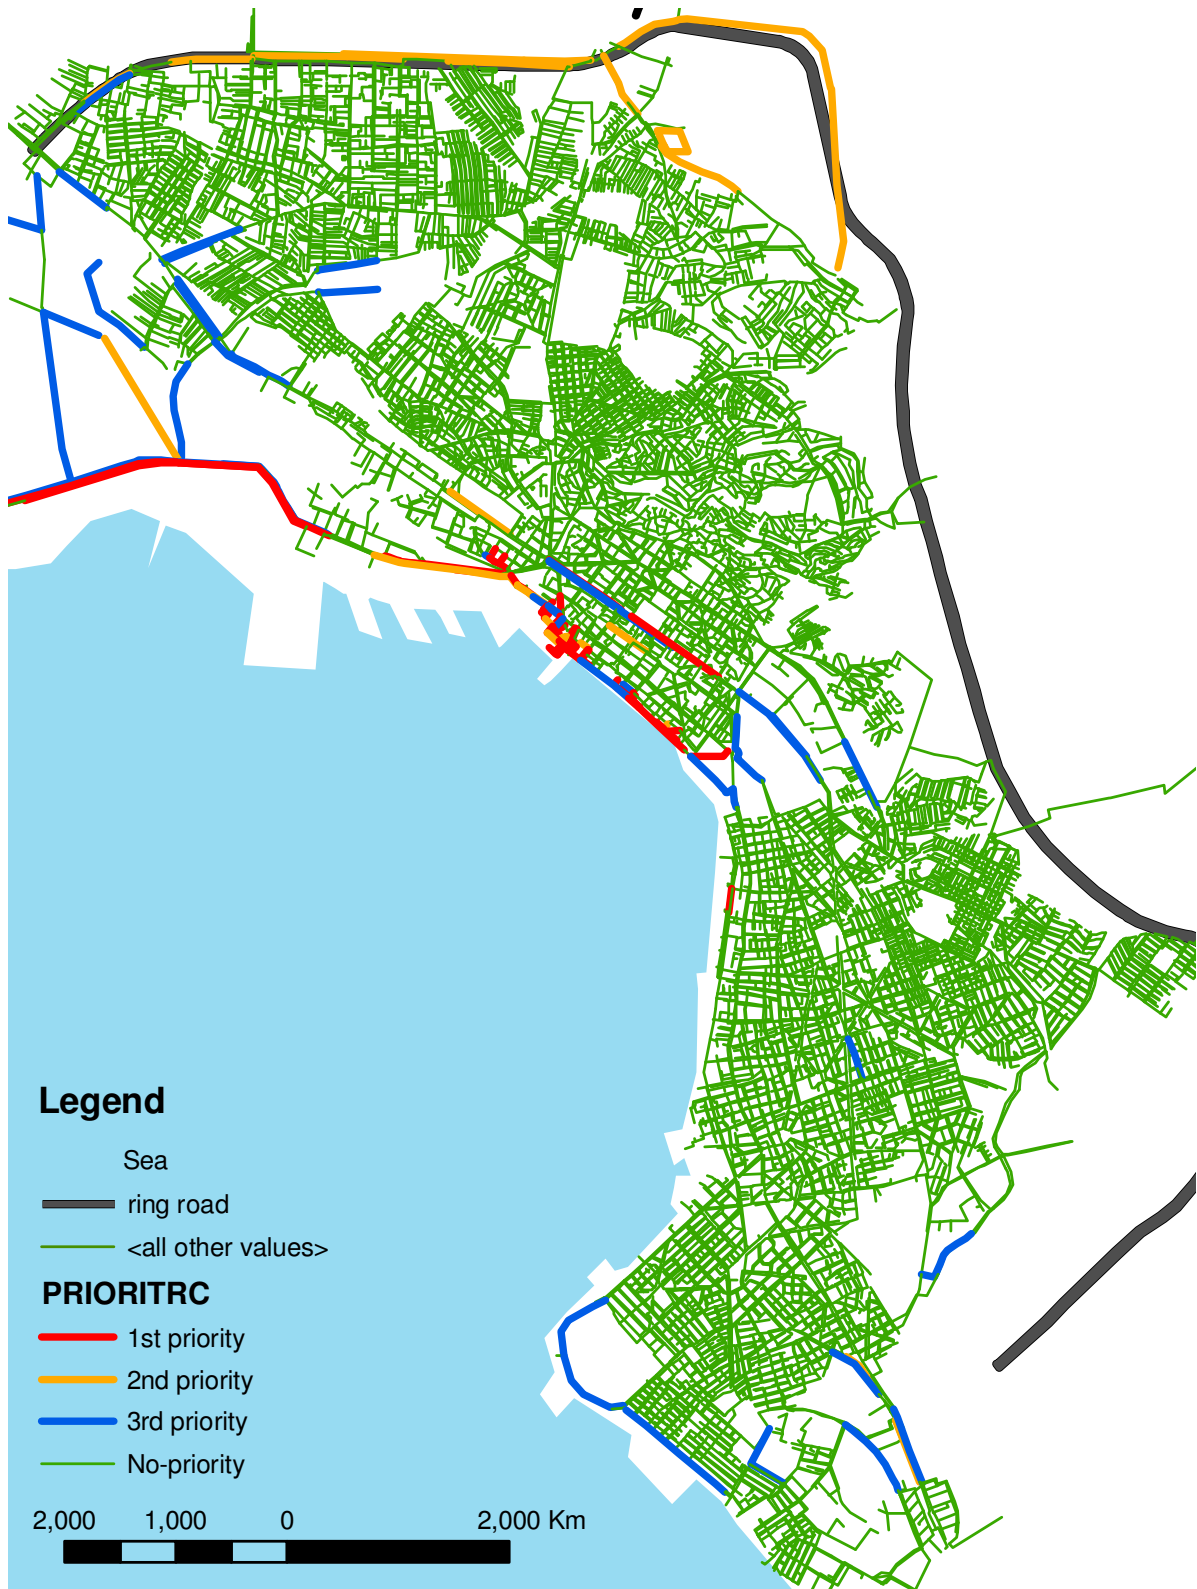 Legend
Sea
ring road
<all other values>
PRIORITRC
1st priority
2nd priority
3rd priority
No-priority
2,000 1,000 0 2,000 Km